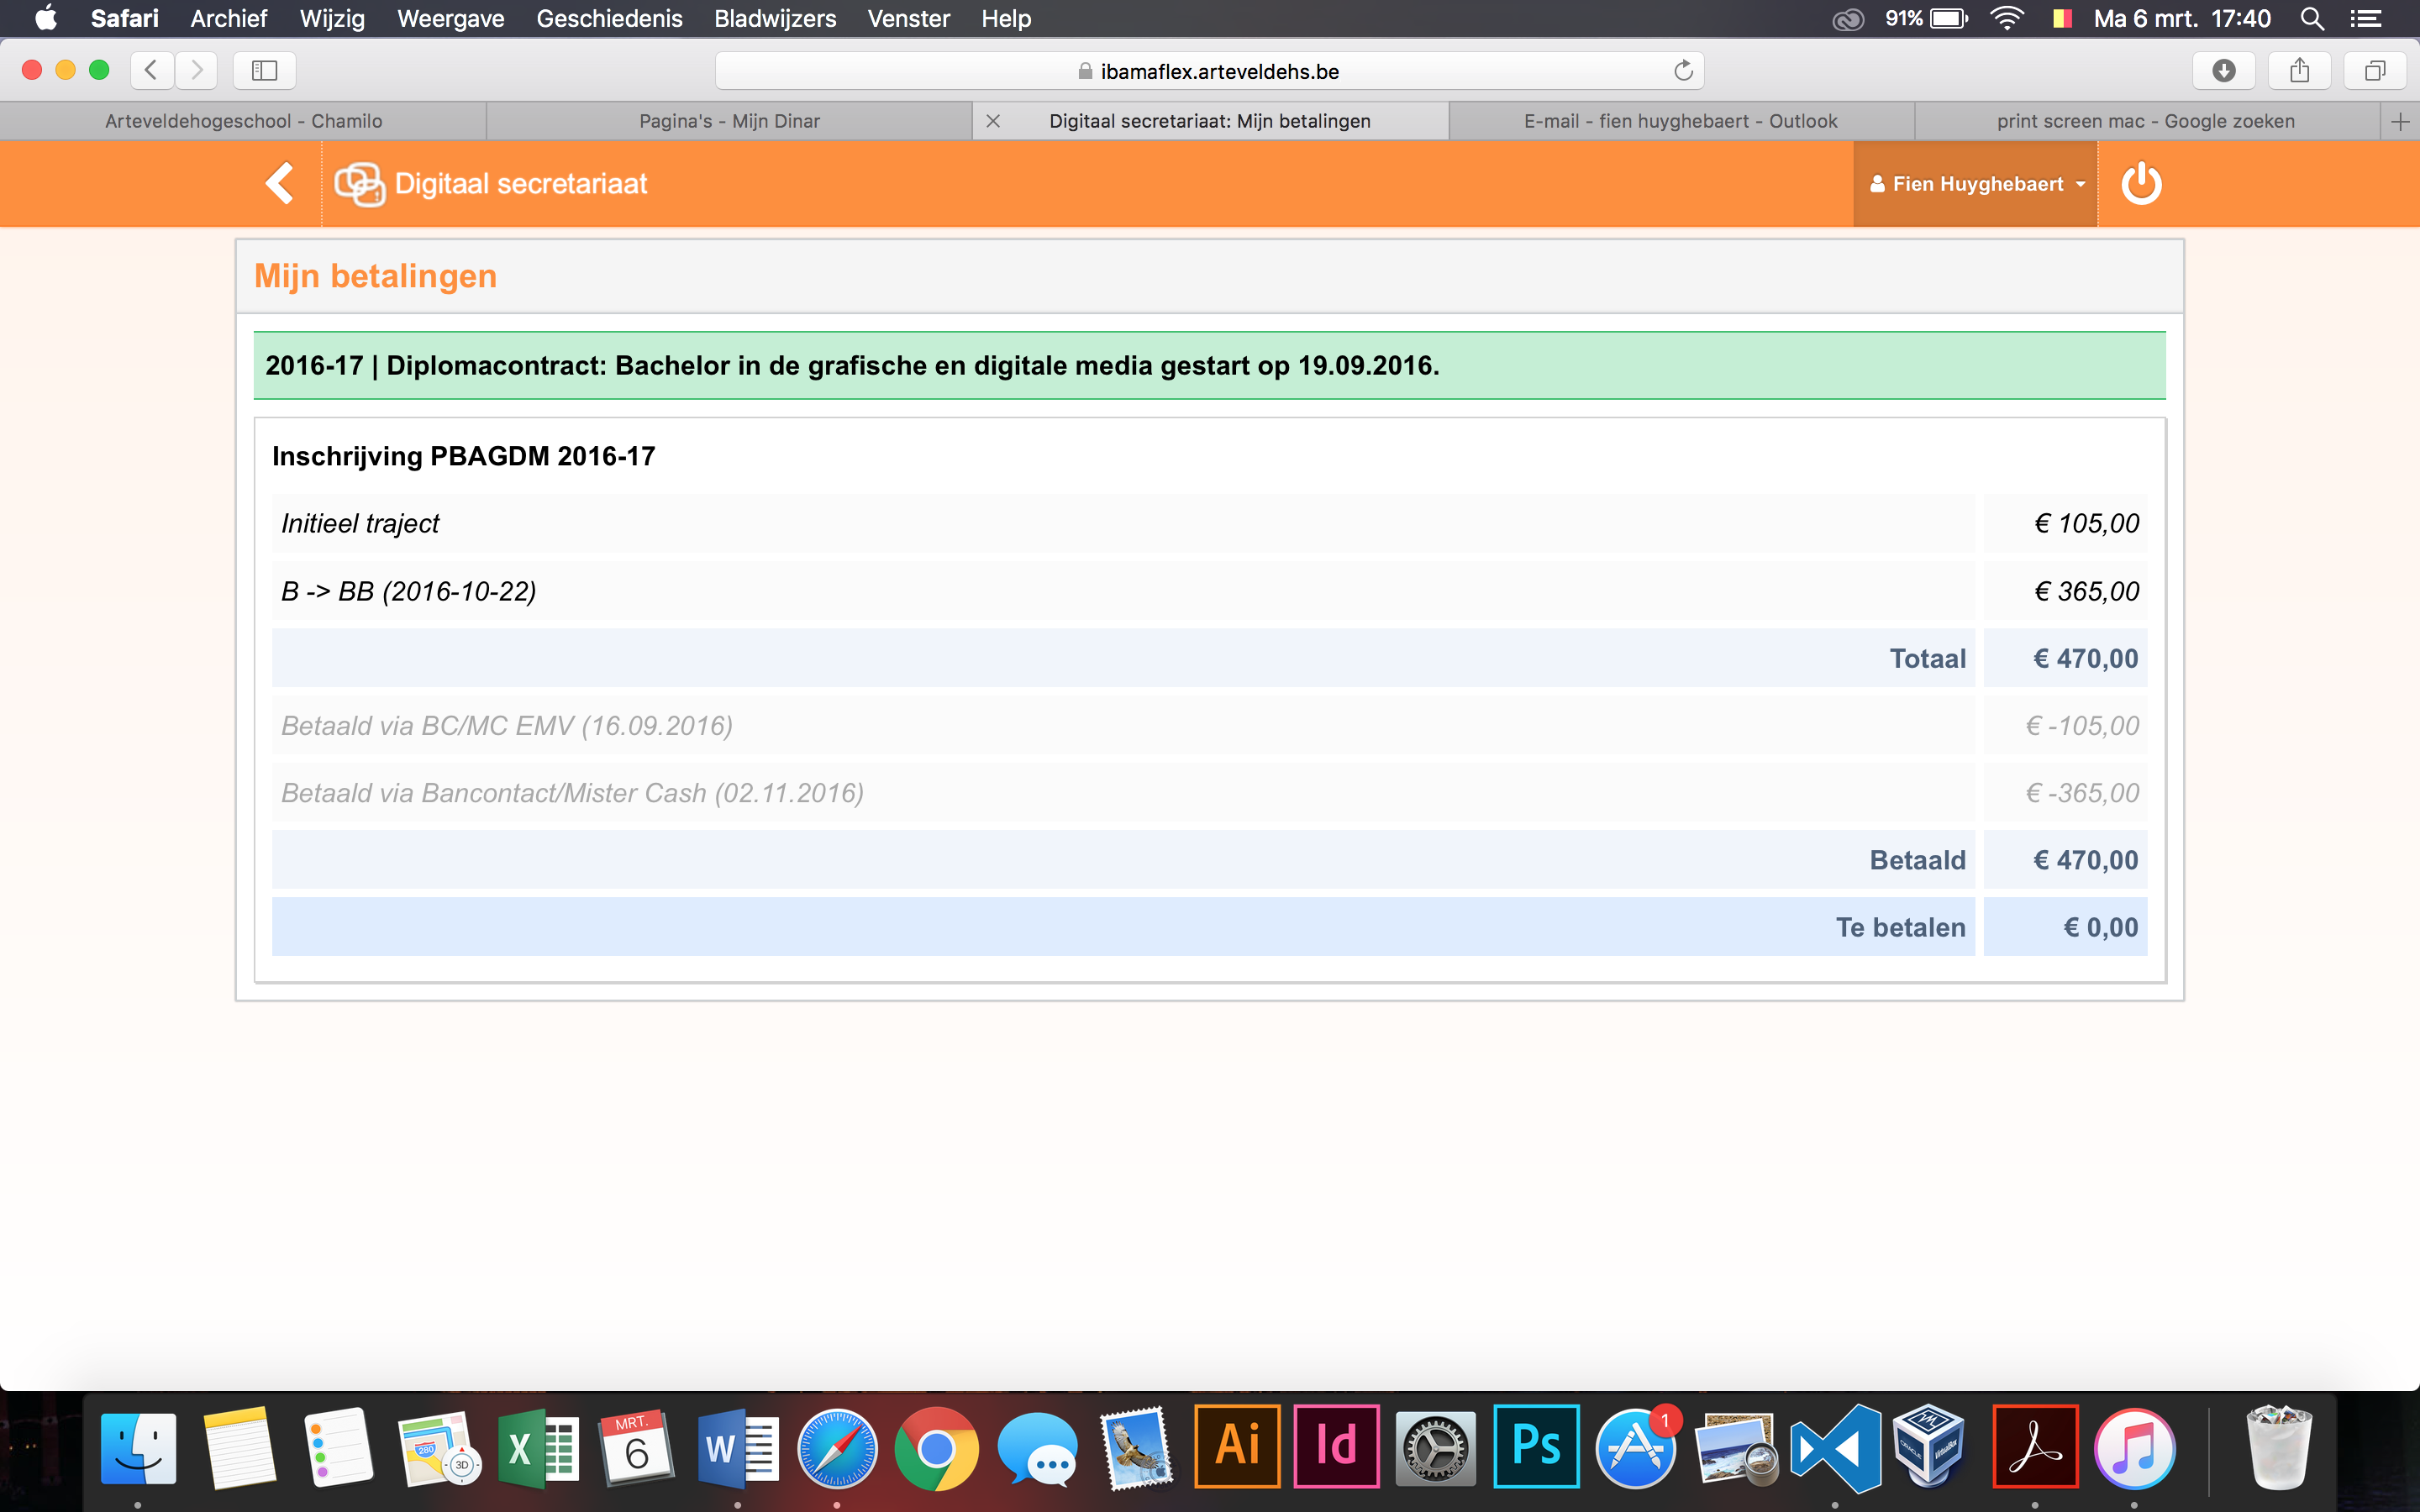 Safari Archief Wijzig Weergave Geschiedenis Bladwijzers Venster Help 91% Ma 6 mrt. 17:40
ibamaflex.arteveldehs.be
Arteveldehogeschool - Chamilo Pagina's - Mijn Dinar Digitaal secretariaat: Mijn betalingen E-mail - fien huyghebaert - Outlook print screen mac - Google zoeken
Digitaal secretariaat Fien Huyghebaert
Mijn betalingen
2016-17 | Diplomacontract: Bachelor in de grafische en digitale media gestart op 19.09.2016.
Inschrijving PBAGDM 2016-17
Initieel traject € 105,00
B -> BB (2016-10-22) € 365,00
Totaal € 470,00
Betaald via BC/MC EMV (16.09.2016) € -105,00
Betaald via Bancontact/Mister Cash (02.11.2016) € -365,00
Betaald € 470,00
Te betalen € 0,00
280 3D X MRT. 6 W Ai Id Ps 1
ORACLE VirtualBox